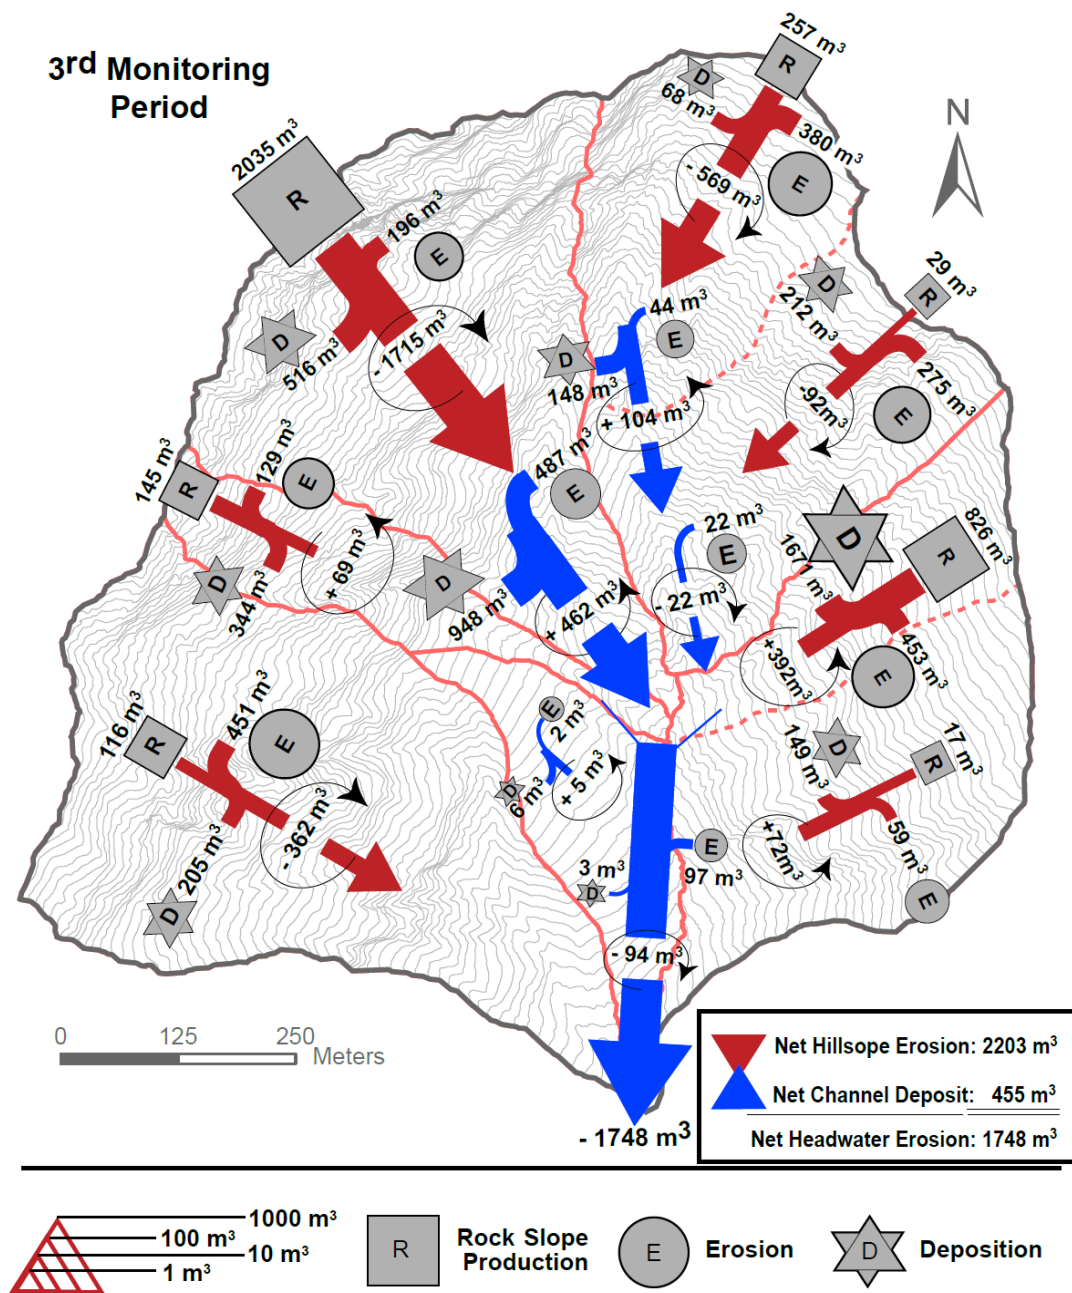 3rd Monitoring
Period
257 m³
R
D
68 m³
380 m³
E
- 569 m³
N
2035 m³
R
196 m³
E
D
516 m³
- 1715 m³
29 m³
R
D
212 m³
275 m³
E
-92m³
44 m³
E
D
148 m³
+ 104 m³
145 m³
R
129 m³
E
D
344 m³
+ 69 m³
487 m³
E
D
948 m³
+ 462 m³
22 m³
E
- 22 m³
D
1671 m³
R
826 m³
453 m³
E
+392m³
116 m³
R
451 m³
E
205 m³
D
- 362 m³
E
2 m³
D
6 m³
+ 5 m³
149 m³
D
R
17 m³
59 m³
E
+72m³
E
97 m³
3 m³
D
- 94 m³
- 1748 m³
0 125 250
Meters
Net Hillsope Erosion: 2203 m³
Net Channel Deposit: 455 m³
Net Headwater Erosion: 1748 m³
1000 m³
100 m³
10 m³
1 m³
R
Rock Slope
Production
E
Erosion
D
Deposition